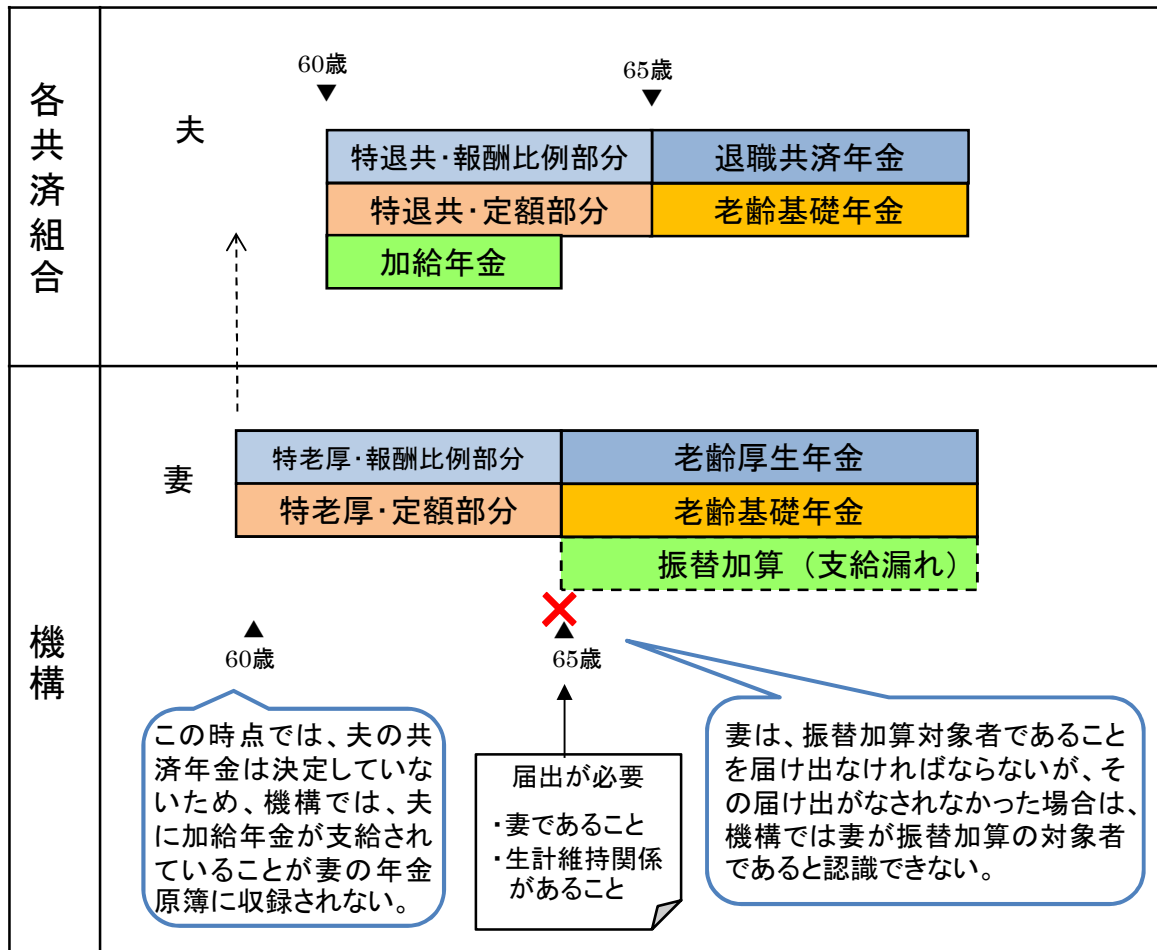 各共済組合
夫
60歳
65歳
▼
▼
特退共・報酬比例部分
退職共済年金
特退共・定額部分
老齢基礎年金
加給年金
機構
妻
特老厚・報酬比例部分
老齢厚生年金
特老厚・定額部分
老齢基礎年金
振替加算（支給漏れ）
▲
▲
60歳
65歳
この時点では、夫の共
済年金は決定していな
いため、機構では、夫
に加給年金が支給され
ていることが妻の年金
原簿に収録されない。
届出が必要
・妻であること
・生計維持関係
があること
妻は、振替加算対象者であること
を届け出なければならないが、そ
の届け出がなされなかった場合は、
機構では妻が振替加算の対象者
であると認識できない。